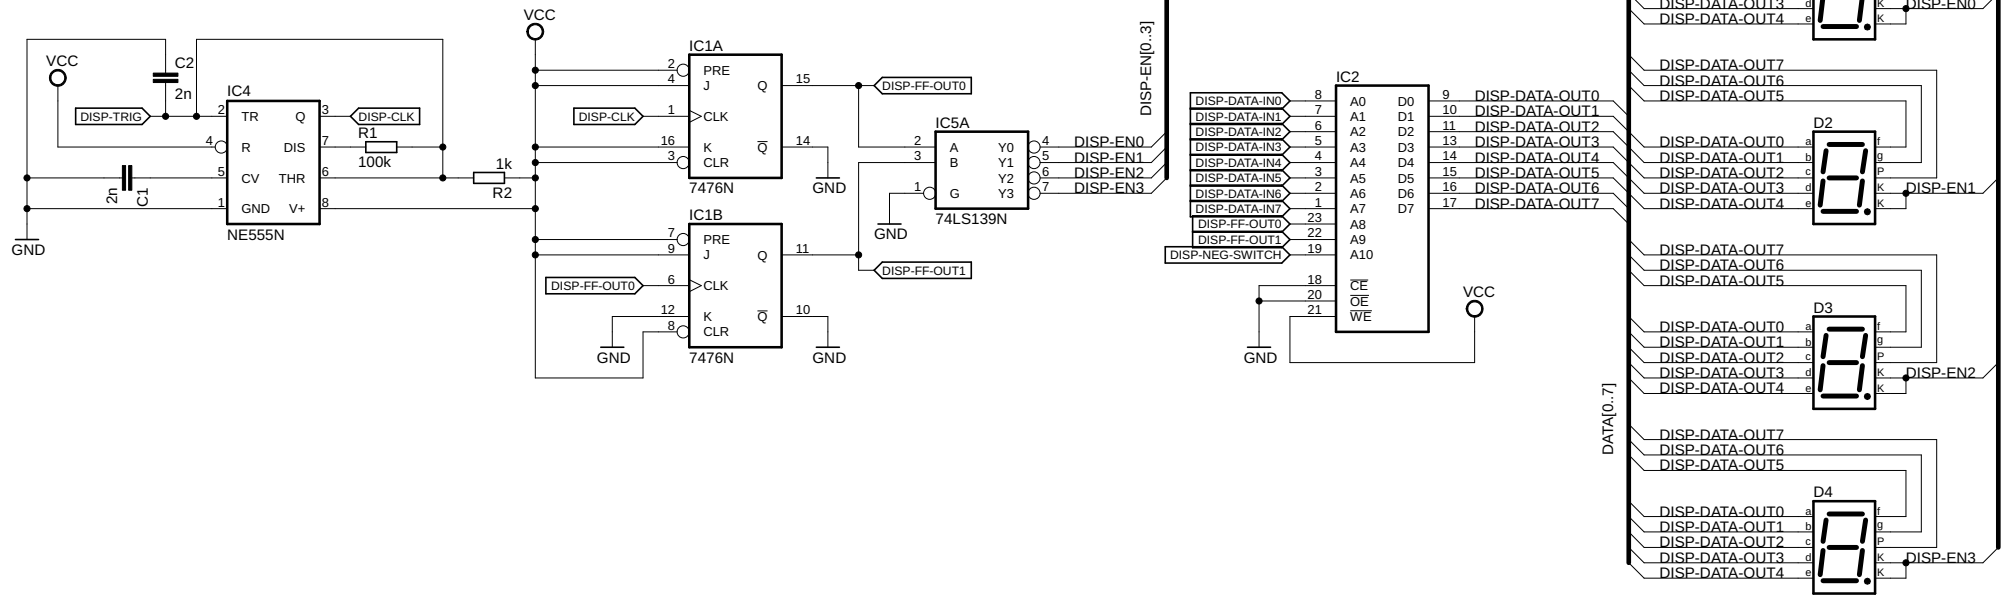 VCC
C2
2n
DISP-TRIG
IC4
2 TR Q 3 DISP-CLK
4 R DIS 7 R1
100k
5 CV THR 6
2n
C1
1 GND V+ 8
NE555N
GND
1k
R2
VCC
IC1A
2 PRE
4 J Q 15 DISP-FF-OUT0
DISP-CLK 1 CLK
16 K Q 14
3 CLR
7476N
GND
IC1B
7 PRE
9 J Q 11 DISP-FF-OUT1
DISP-FF-OUT0 6 CLK
12 K Q 10
8 CLR
GND
7476N
GND
IC5A
2 A Y0 4 DISP-EN0
3 B Y1 5 DISP-EN1
Y2 6 DISP-EN2
1 G Y3 7 DISP-EN3
74LS139N
GND
DISP-EN[0..3]
IC2
DISP-DATA-IN0 8 A0 D0 9 DISP-DATA-OUT0
DISP-DATA-IN1 7 A1 D1 10 DISP-DATA-OUT1
DISP-DATA-IN2 6 A2 D2 11 DISP-DATA-OUT2
DISP-DATA-IN3 5 A3 D3 13 DISP-DATA-OUT3
DISP-DATA-IN4 4 A4 D4 14 DISP-DATA-OUT4
DISP-DATA-IN5 3 A5 D5 15 DISP-DATA-OUT5
DISP-DATA-IN6 2 A6 D6 16 DISP-DATA-OUT6
DISP-DATA-IN7 1 A7 D7 17 DISP-DATA-OUT7
DISP-FF-OUT0 23 A8
DISP-FF-OUT1 22 A9
DISP-NEG-SWITCH 19 A10
18 CE
20 OE
21 WE
GND
VCC
DATA[0..7]
DISP-DATA-OUT3 d K DISP-EN0
DISP-DATA-OUT4 e K
DISP-DATA-OUT7
DISP-DATA-OUT6
DISP-DATA-OUT5
D2
DISP-DATA-OUT0 a f
DISP-DATA-OUT1 b g
DISP-DATA-OUT2 c P
DISP-DATA-OUT3 d K DISP-EN1
DISP-DATA-OUT4 e K
DISP-DATA-OUT7
DISP-DATA-OUT6
DISP-DATA-OUT5
D3
DISP-DATA-OUT0 a f
DISP-DATA-OUT1 b g
DISP-DATA-OUT2 c P
DISP-DATA-OUT3 d K DISP-EN2
DISP-DATA-OUT4 e K
DISP-DATA-OUT7
DISP-DATA-OUT6
DISP-DATA-OUT5
D4
DISP-DATA-OUT0 a f
DISP-DATA-OUT1 b g
DISP-DATA-OUT2 c P
DISP-DATA-OUT3 d K DISP-EN3
DISP-DATA-OUT4 e K